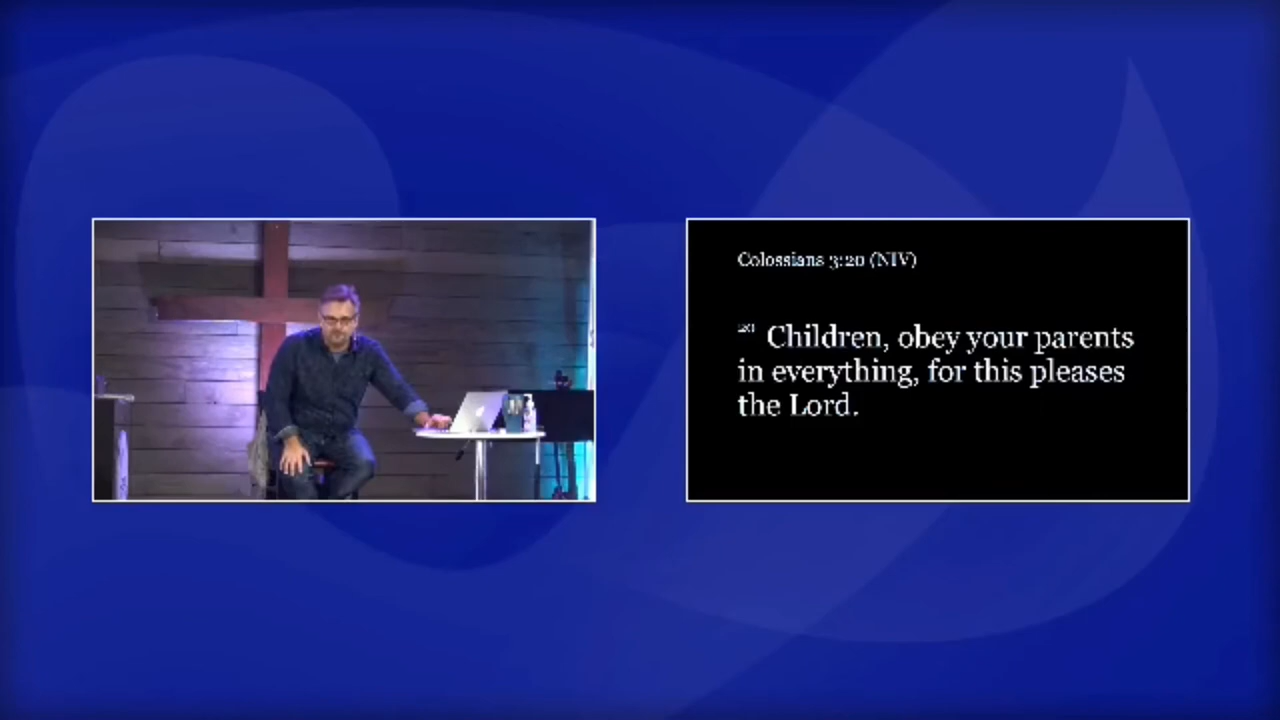 Colossians 3:20 (NIV)
20 Children, obey your parents
in everything, for this pleases
the Lord.